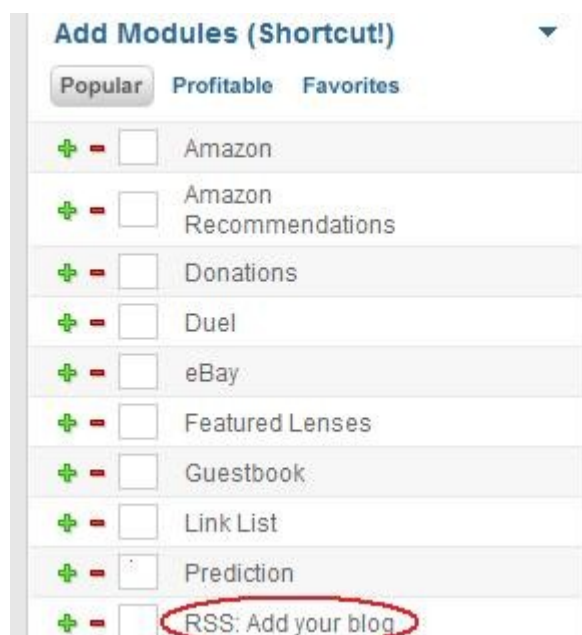 Add Modules (Shortcut!)
Popular Profitable Favorites
Amazon
Amazon
Recommendations
Donations
Duel
eBay
Featured Lenses
Guestbook
Link List
Prediction
RSS: Add your blog